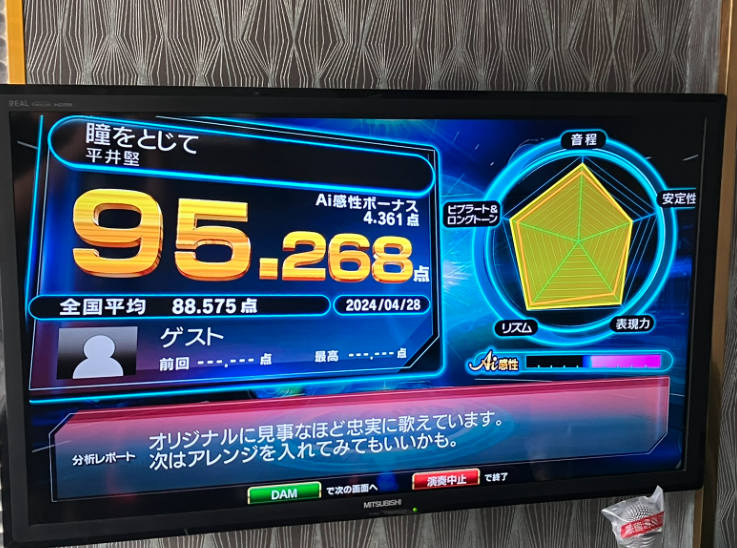 REAL
HDMI
瞳をとじて
平井堅
95.268点
Ai感性ボーナス
4.361点
全国平均 88.575点
2024/04/28
ゲスト
前回 ---.---点 最高 ---.---点
音程
安定性
表現力
リズム
ビブラート&
ロングトーン
Ai感性
分析レポート
オリジナルに見事なほど忠実に歌えています。
次はアレンジを入れてみてもいいかも。
DAM で次の画面へ 演奏中止 で終了
MITSUBISHI